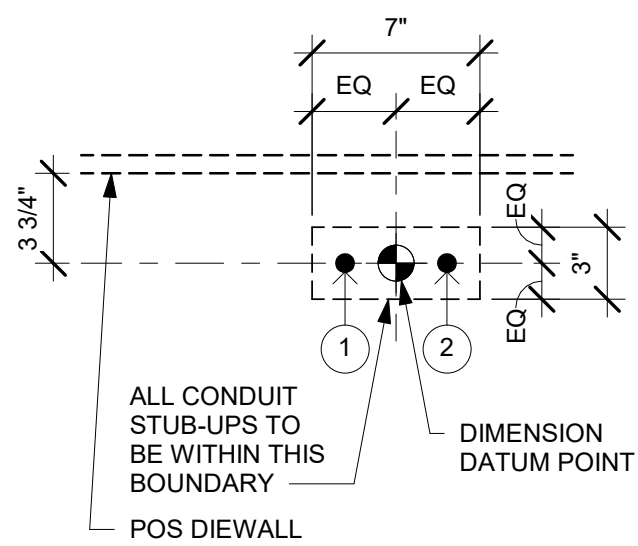 7"
EQ EQ
3 3/4"
EQ
3"
EQ
1 2
ALL CONDUIT
STUB-UPS TO
BE WITHIN THIS
BOUNDARY
DIMENSION
DATUM POINT
POS DIEWALL